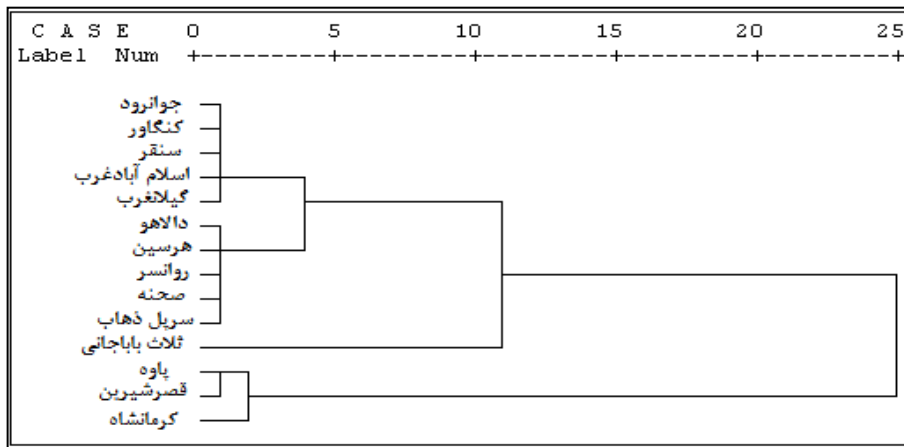 C A S E 0 5 10 15 20 25
Label Num +---------+---------+---------+---------+---------+
جوانرود
کنگاور
سنقر
اسلام آبادغرب
گیلانغرب
دالاهو
هرسین
روانسر
صحنه
سرپل ذهاب
ثلاث باباجانی
پاوه
قصرشیرین
کرمانشاه